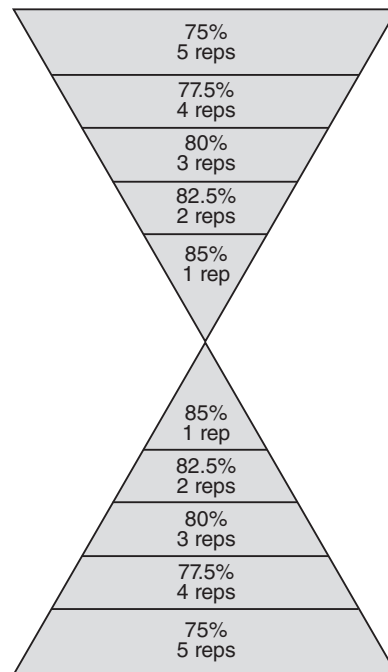 75%
5 reps
77.5%
4 reps
80%
3 reps
82.5%
2 reps
85%
1 rep
85%
1 rep
82.5%
2 reps
80%
3 reps
77.5%
4 reps
75%
5 reps